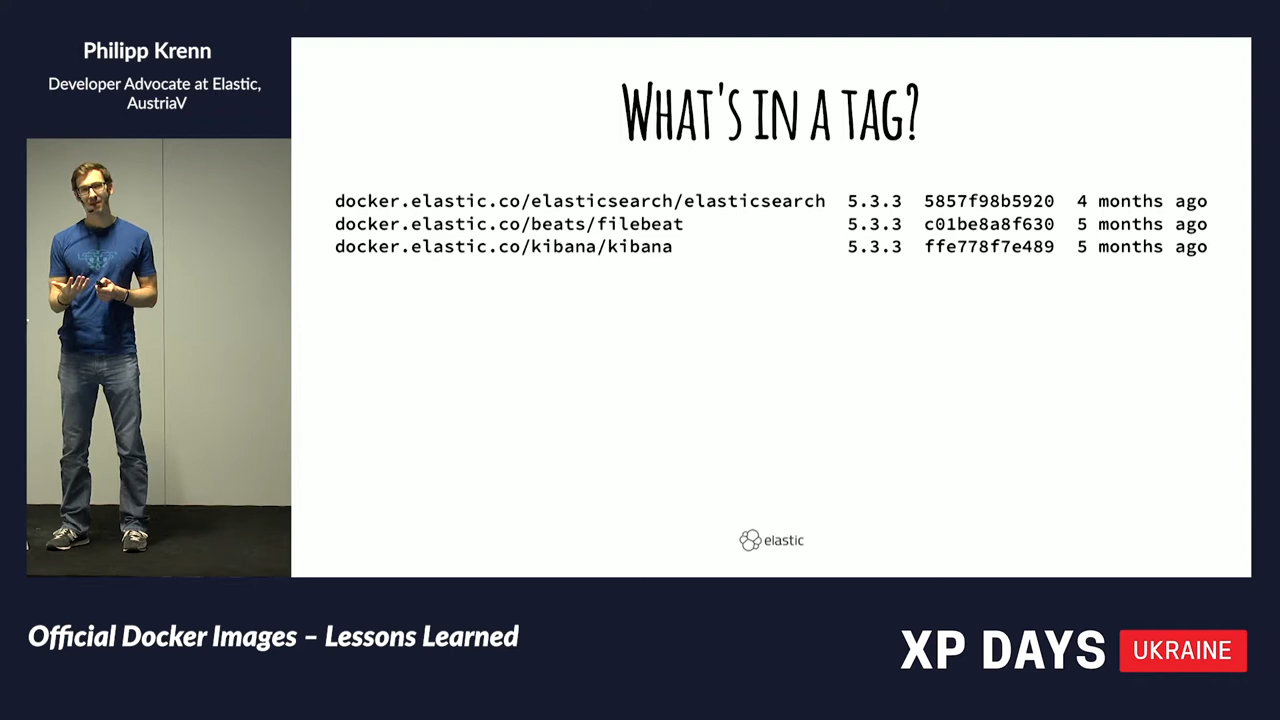 Philipp Krenn
Developer Advocate at Elastic,
AustriaV
WHAT'S IN A TAG?
docker.elastic.co/elasticsearch/elasticsearch 5.3.3 5857f98b5920 4 months ago
docker.elastic.co/beats/filebeat 5.3.3 c01be8a8f630 5 months ago
docker.elastic.co/kibana/kibana 5.3.3 ffe778f7e489 5 months ago
elastic
Official Docker Images – Lessons Learned
XP DAYS UKRAINE